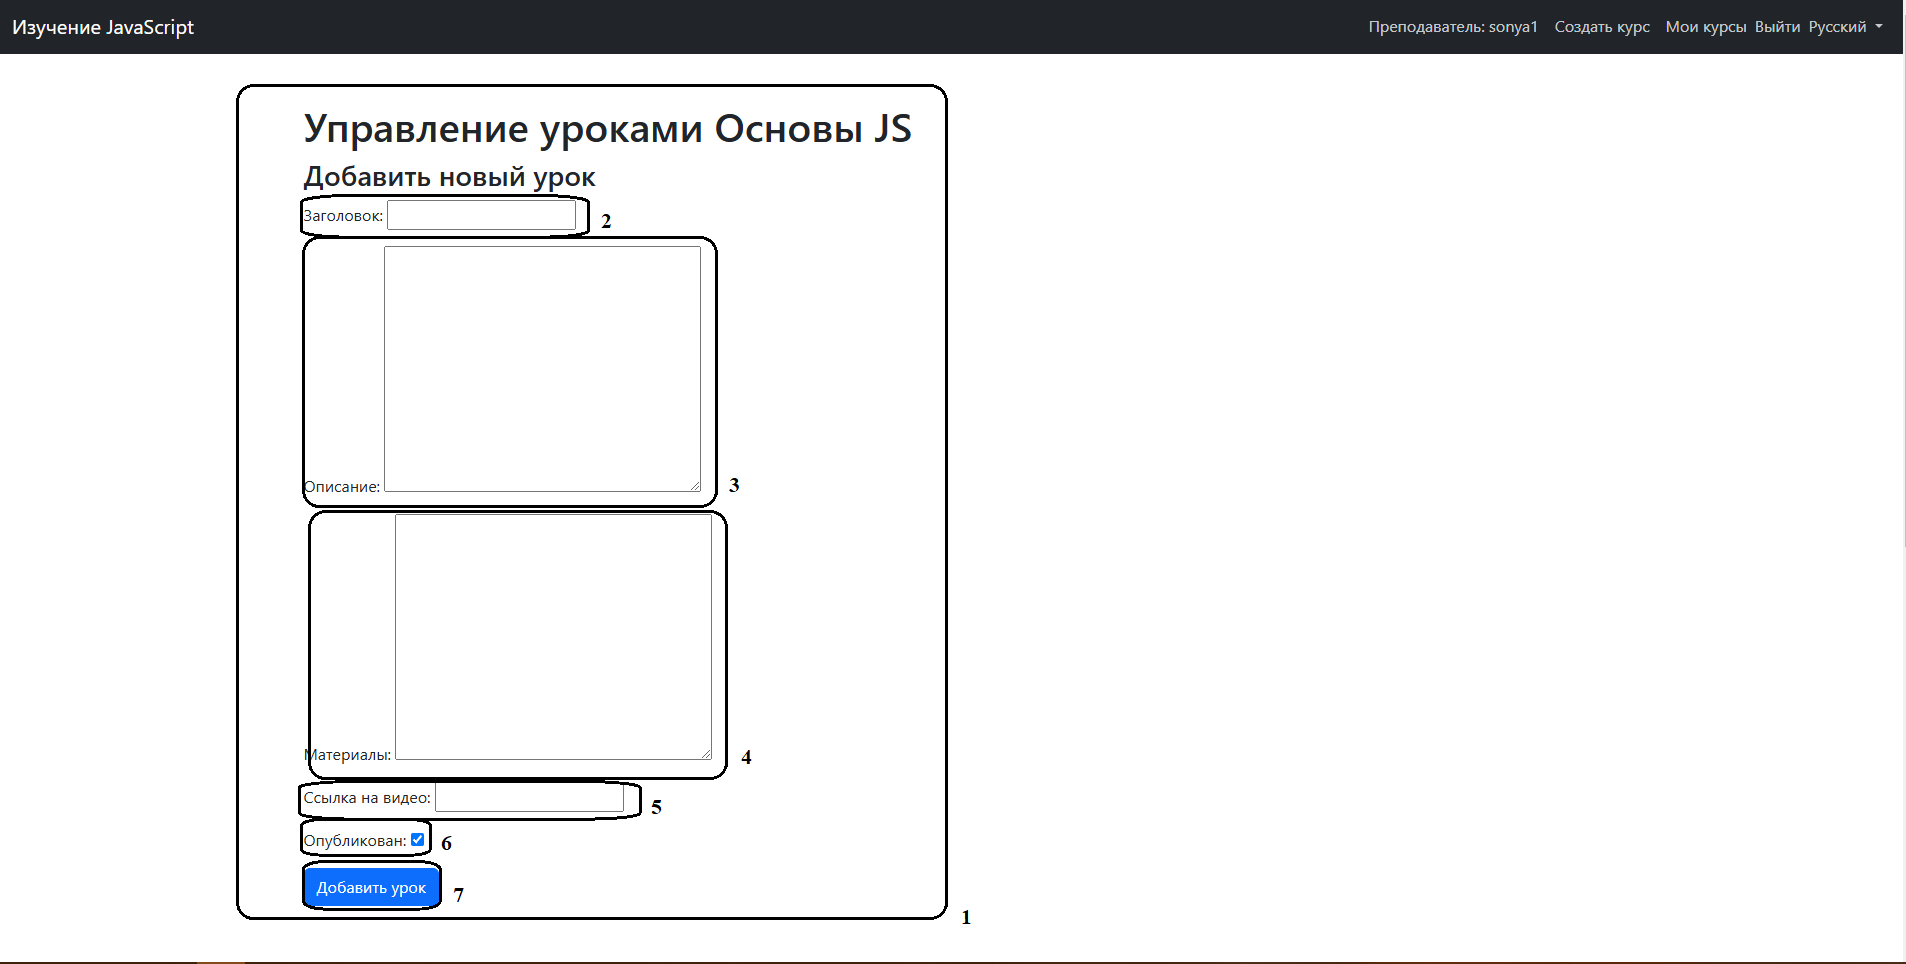 Изучение JavaScript
Преподаватель: sonya1 Создать курс Мои курсы Выйти Русский
Управление уроками Основы JS
Добавить новый урок
Заголовок: 2
Описание: 3
Материалы: 4
Ссылка на видео: 5
Опубликован: 6
Добавить урок 7
1